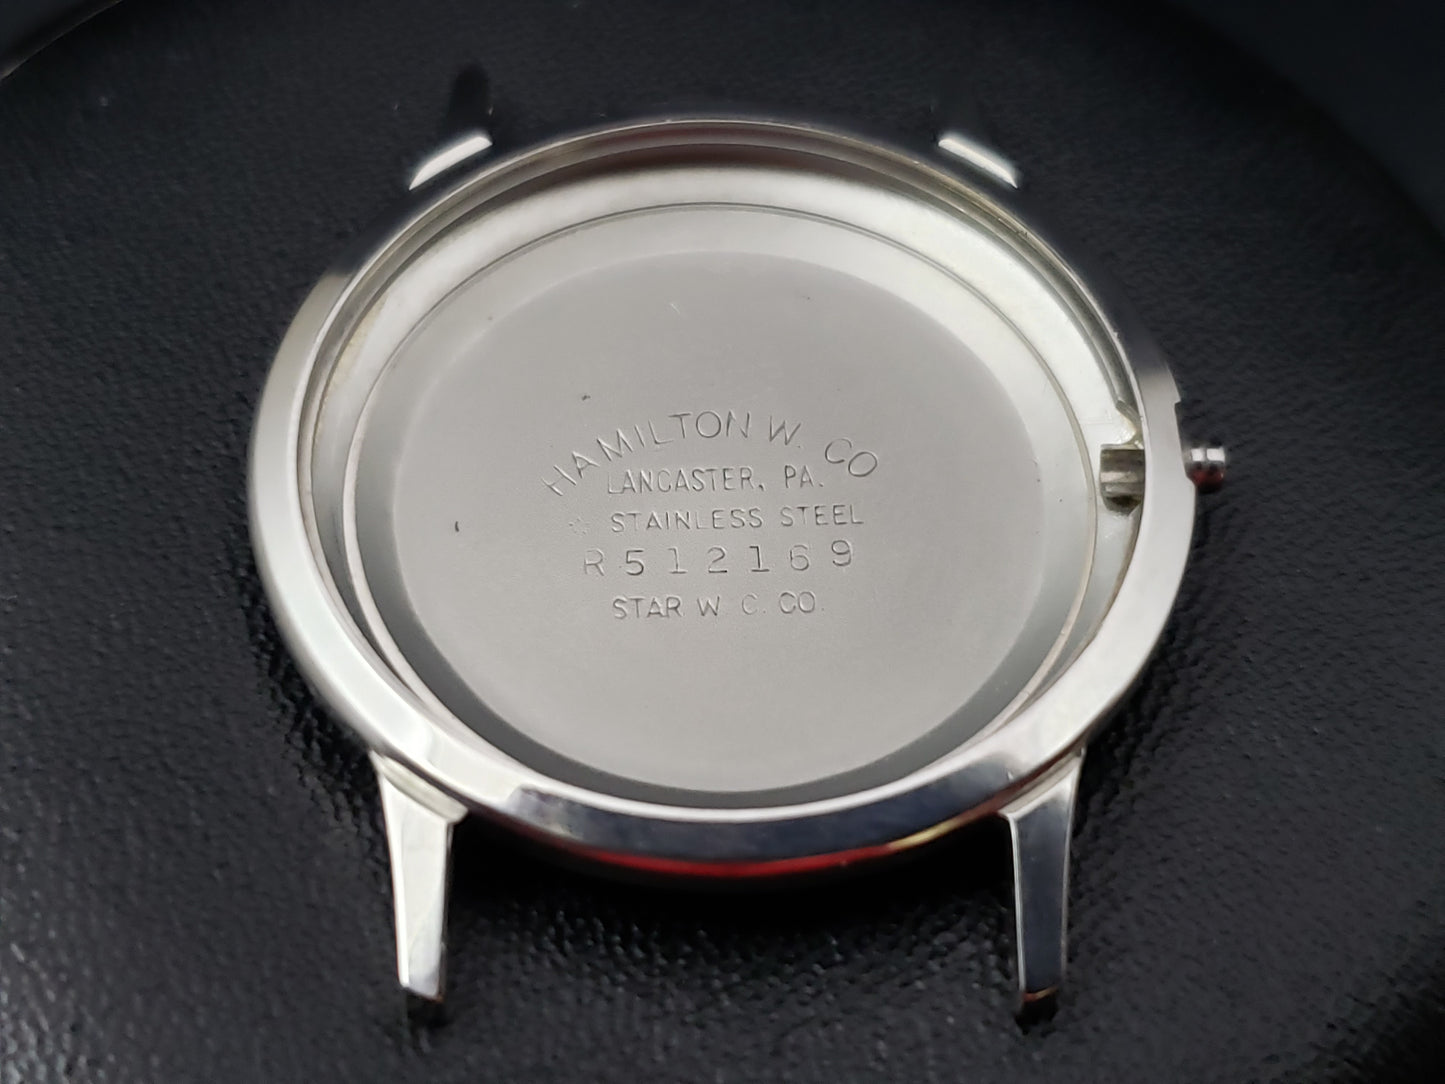 HAMILTON W. CO
LANCASTER, PA.
STAINLESS STEEL
R512169
STAR W. C. CO.